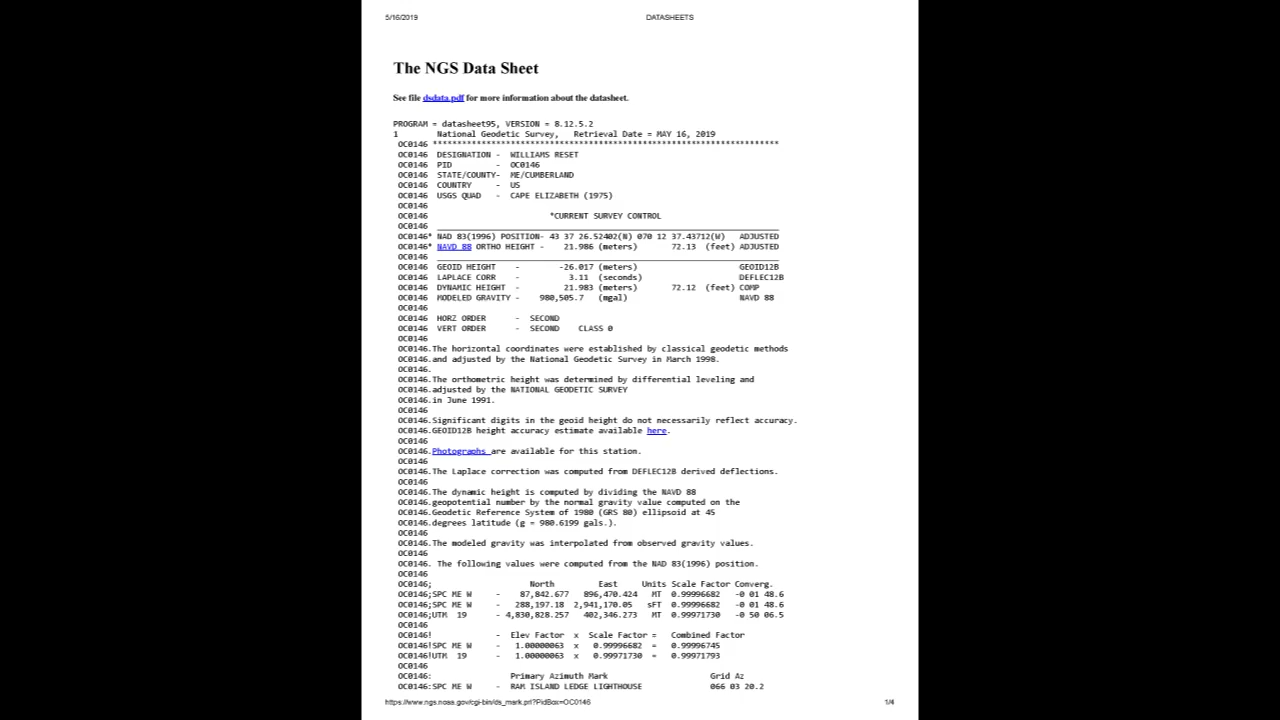 5/16/2019 DATASHEETS
The NGS Data Sheet
See file dsdata.pdf for more information about the datasheet.
PROGRAM = datasheet95, VERSION = 8.12.5.2
1 National Geodetic Survey, Retrieval Date = MAY 16, 2019
OC0146 ***********************************************************************
OC0146 DESIGNATION - WILLIAMS RESET
OC0146 PID - OC0146
OC0146 STATE/COUNTY- ME/CUMBERLAND
OC0146 COUNTRY - US
OC0146 USGS QUAD - CAPE ELIZABETH (1975)
OC0146
OC0146 *CURRENT SURVEY CONTROL
OC0146 ______________________________________________________________________
OC0146* NAD 83(1996) POSITION- 43 37 26.52402(N) 070 12 37.43712(W) ADJUSTED
OC0146* NAVD 88 ORTHO HEIGHT - 21.986 (meters) 72.13 (feet) ADJUSTED
OC0146 ______________________________________________________________________
OC0146 GEOID HEIGHT - -26.017 (meters) GEOID12B
OC0146 LAPLACE CORR - 3.11 (seconds) DEFLEC12B
OC0146 DYNAMIC HEIGHT - 21.983 (meters) 72.12 (feet) COMP
OC0146 MODELED GRAVITY - 980,505.7 (mgal) NAVD 88
OC0146
OC0146 HORZ ORDER - SECOND
OC0146 VERT ORDER - SECOND CLASS 0
OC0146
OC0146.The horizontal coordinates were established by classical geodetic methods
OC0146.and adjusted by the National Geodetic Survey in March 1998.
OC0146.
OC0146.The orthometric height was determined by differential leveling and
OC0146.adjusted by the NATIONAL GEODETIC SURVEY
OC0146.in June 1991.
OC0146
OC0146.Significant digits in the geoid height do not necessarily reflect accuracy.
OC0146.GEOID12B height accuracy estimate available here.
OC0146
OC0146.Photographs are available for this station.
OC0146
OC0146.The Laplace correction was computed from DEFLEC12B derived deflections.
OC0146
OC0146.The dynamic height is computed by dividing the NAVD 88
OC0146.geopotential number by the normal gravity value computed on the
OC0146.Geodetic Reference System of 1980 (GRS 80) ellipsoid at 45
OC0146.degrees latitude (g = 980.6199 gals.).
OC0146
OC0146.The modeled gravity was interpolated from observed gravity values.
OC0146
OC0146. The following values were computed from the NAD 83(1996) position.
OC0146
OC0146; North East Units Scale Factor Converg.
OC0146;SPC ME W - 87,842.677 896,470.424 MT 0.99996682 -0 01 48.6
OC0146;SPC ME W - 288,197.18 2,941,170.05 sFT 0.99996682 -0 01 48.6
OC0146;UTM 19 - 4,830,828.257 402,346.273 MT 0.99971730 -0 50 06.5
OC0146
OC0146! - Elev Factor x Scale Factor = Combined Factor
OC0146!SPC ME W - 1.00000063 x 0.99996682 = 0.99996745
OC0146!UTM 19 - 1.00000063 x 0.99971730 = 0.99971793
OC0146
OC0146: Primary Azimuth Mark Grid Az
OC0146:SPC ME W - RAM ISLAND LEDGE LIGHTHOUSE 066 03 20.2
https://www.ngs.noaa.gov/cgi-bin/ds_mark.prl?PidBox=OC0146 1/4